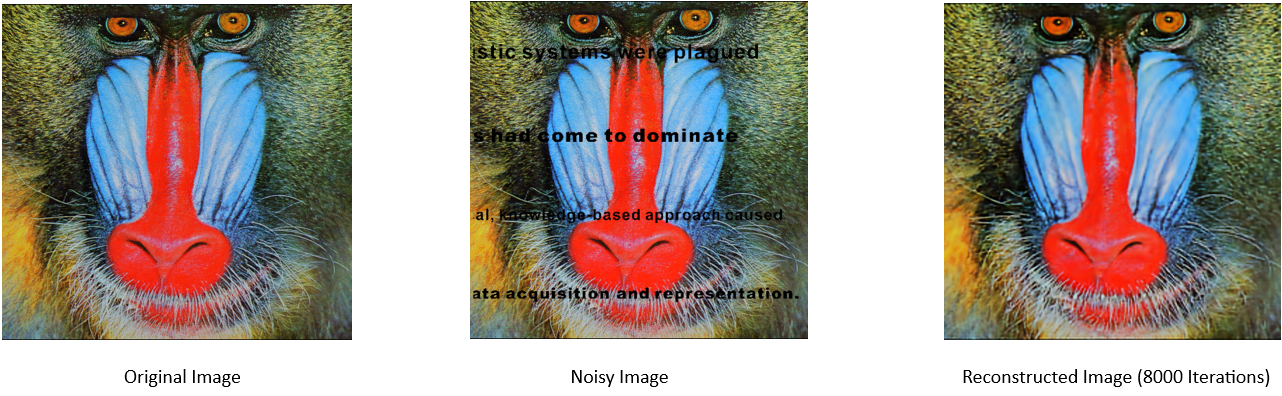 istic systems were plagued
s had come to dominate
al, knowledge-based approach caused
ata acquisition and representation.
Original Image
Noisy Image
Reconstructed Image (8000 Iterations)